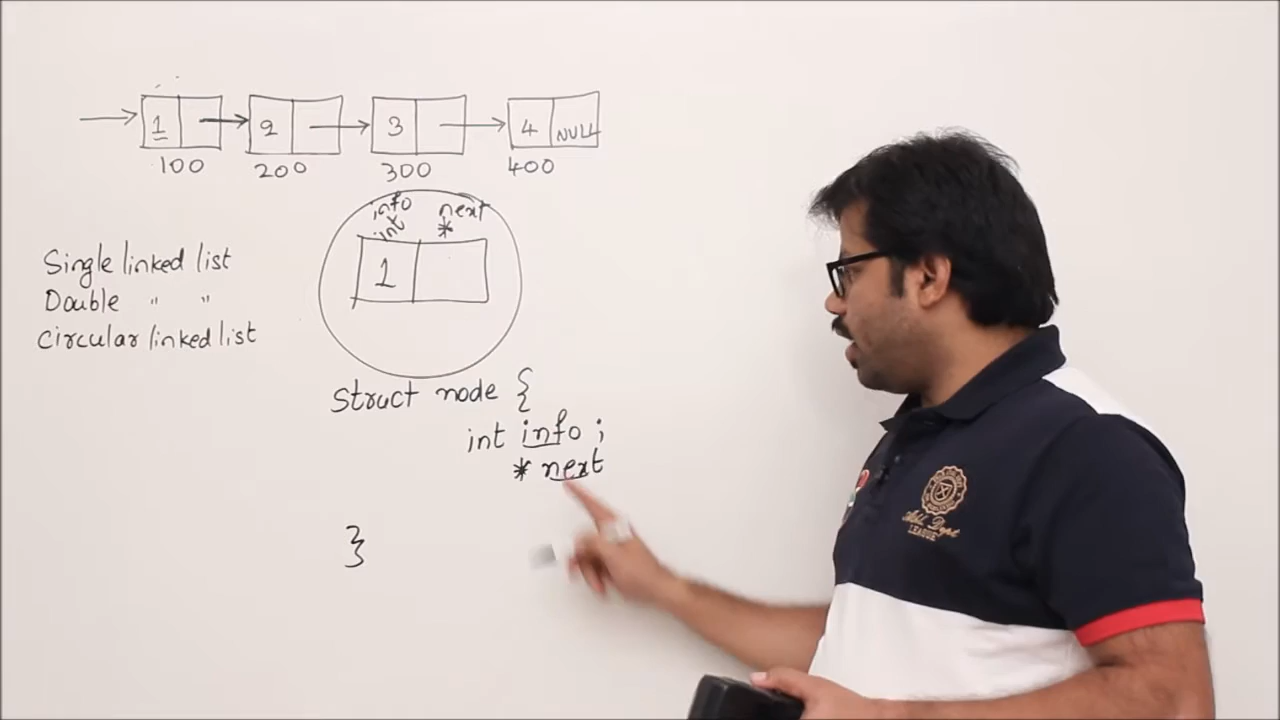 1 2 3 4 NULL
100 200 300 400
info next
int *
1
Single linked list
Double " "
Circular linked list
Struct node {
int info ;
* next
}
LEAGUE